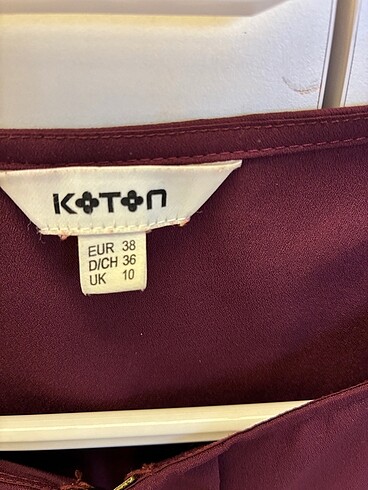 KOTON
EUR 38
D/CH 36
UK 10